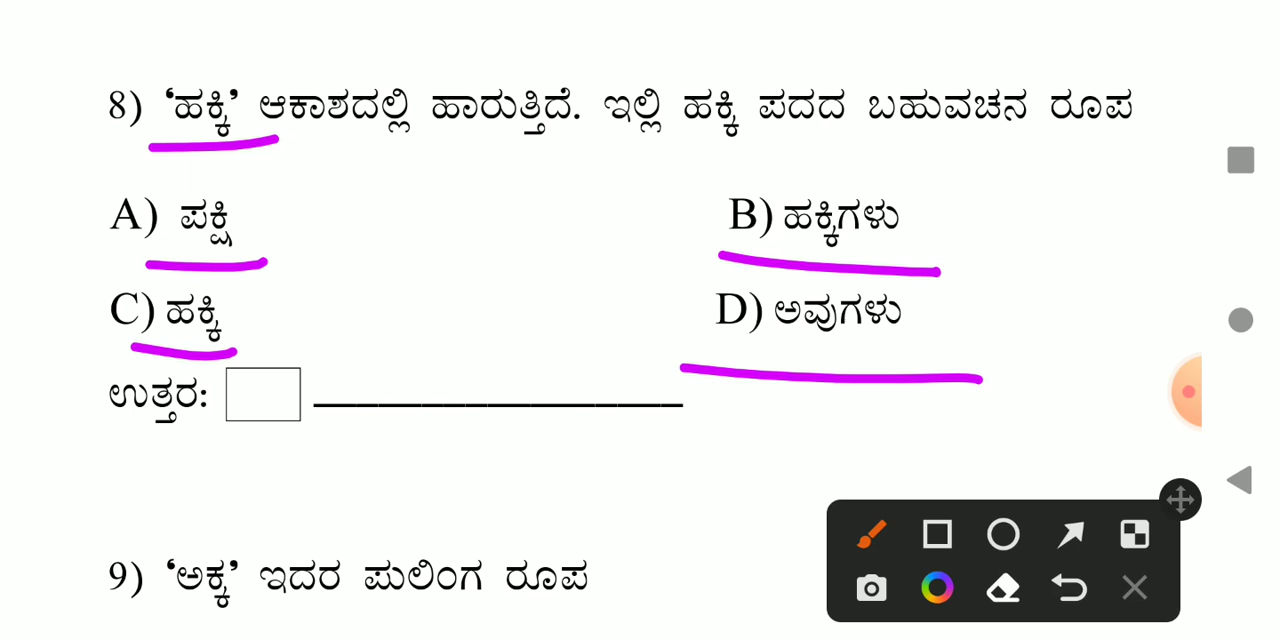 8) ‘ಹಕ್ಕಿ’ ಆಕಾಶದಲ್ಲಿ ಹಾರುತ್ತಿದೆ. ಇಲ್ಲಿ ಹಕ್ಕಿ ಪದದ ಬಹುವಚನ ರೂಪ
A) ಪಕ್ಷಿ B) ಹಕ್ಕಿಗಳು
C) ಹಕ್ಕಿ D) ಅವುಗಳು
ಉತ್ತರ: ____________________
9) ‘ಅಕ್ಕ’ ಇದರ ಪುಲಿಂಗ ರೂಪ